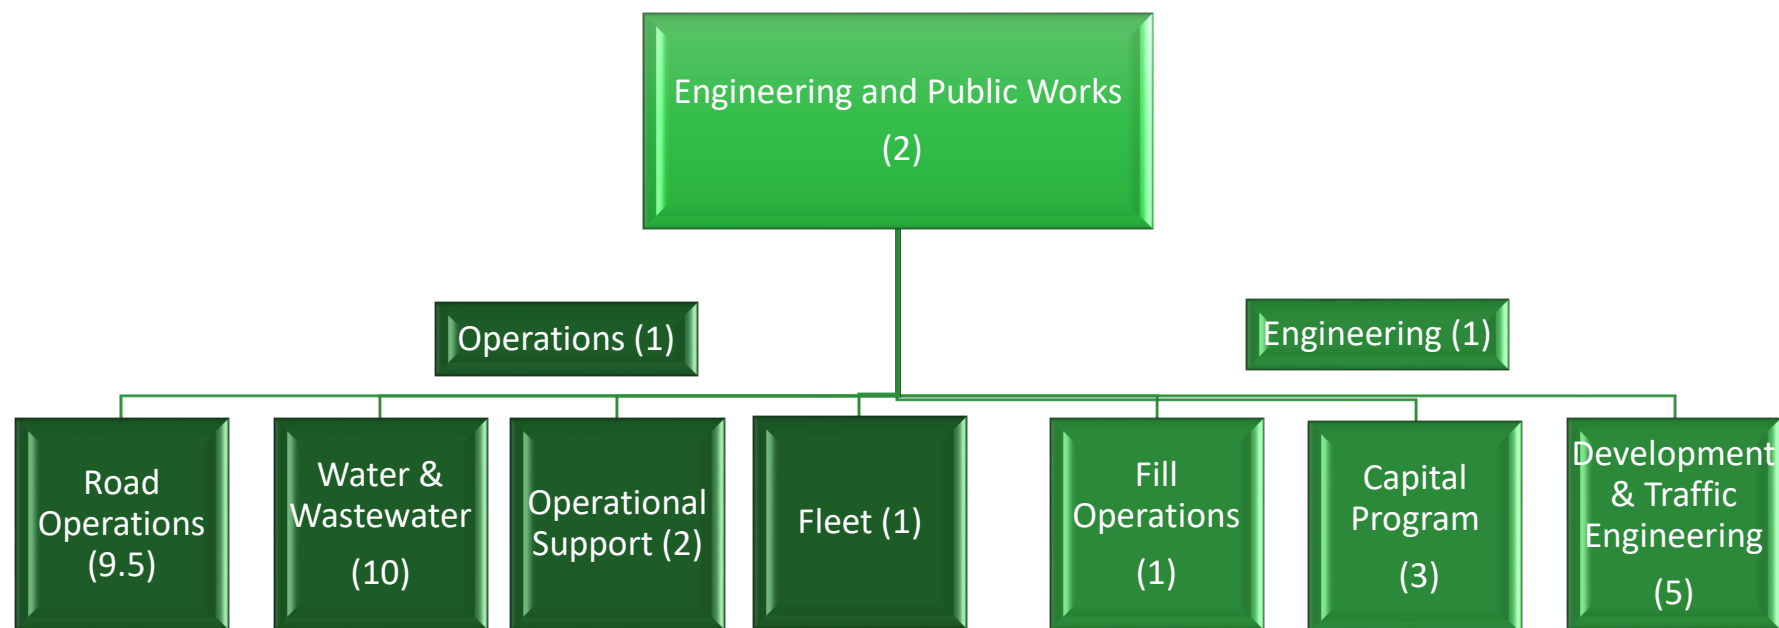 Engineering and Public Works
(2)
Operations (1)
Engineering (1)
Road
Operations
(9.5)
Water &
Wastewater
(10)
Operational
Support (2)
Fleet (1)
Fill
Operations
(1)
Capital
Program
(3)
Development
& Traffic
Engineering
(5)